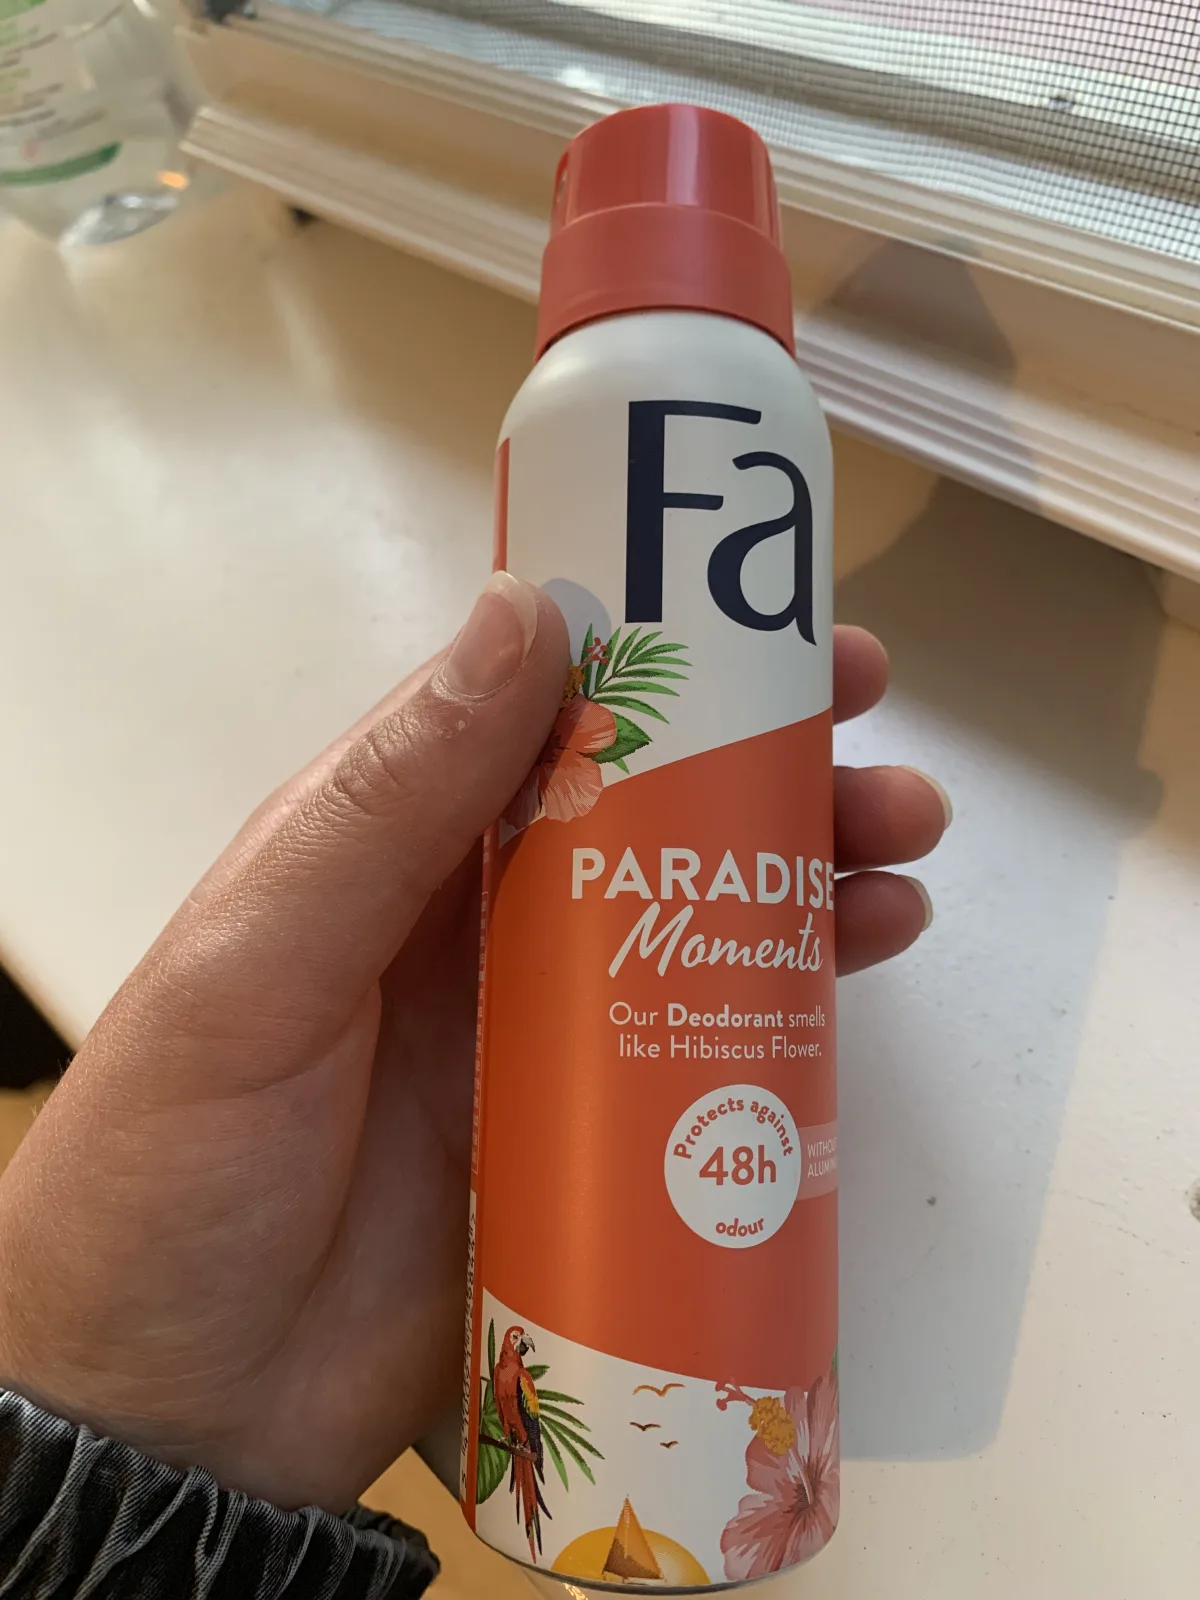 Fa
PARADISE
Moments
Our Deodorant smells
like Hibiscus Flower.
Protects against
48h
odour